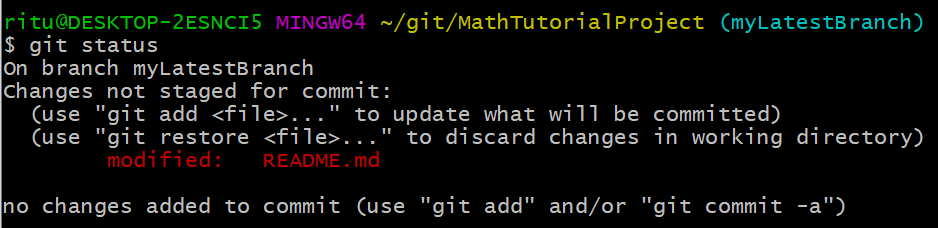 ritu@DESKTOP-2ESNCI5 MINGW64 ~/git/MathTutorialProject (myLatestBranch)
$ git status
On branch myLatestBranch
Changes not staged for commit:
  (use "git add <file>..." to update what will be committed)
  (use "git restore <file>..." to discard changes in working directory)
        modified:   README.md

no changes added to commit (use "git add" and/or "git commit -a")